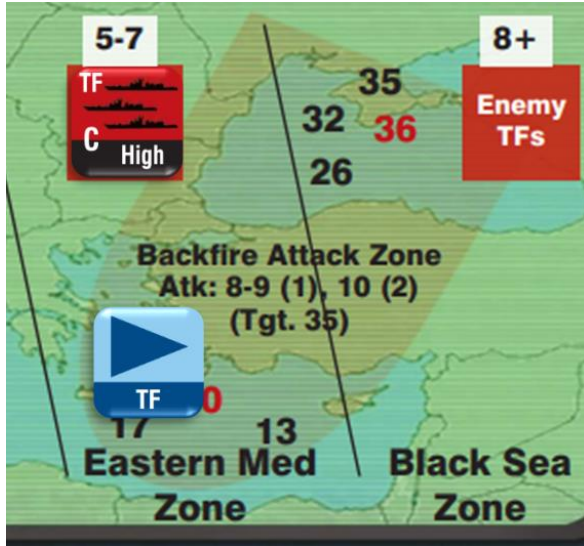 5-7
8+
TF
C
High
Enemy
TFs
35
32
36
26
Backfire Attack Zone
Atk: 8-9 (1), 10 (2)
(Tgt. 35)
TF
17
13
Eastern Med
Zone
Black Sea
Zone